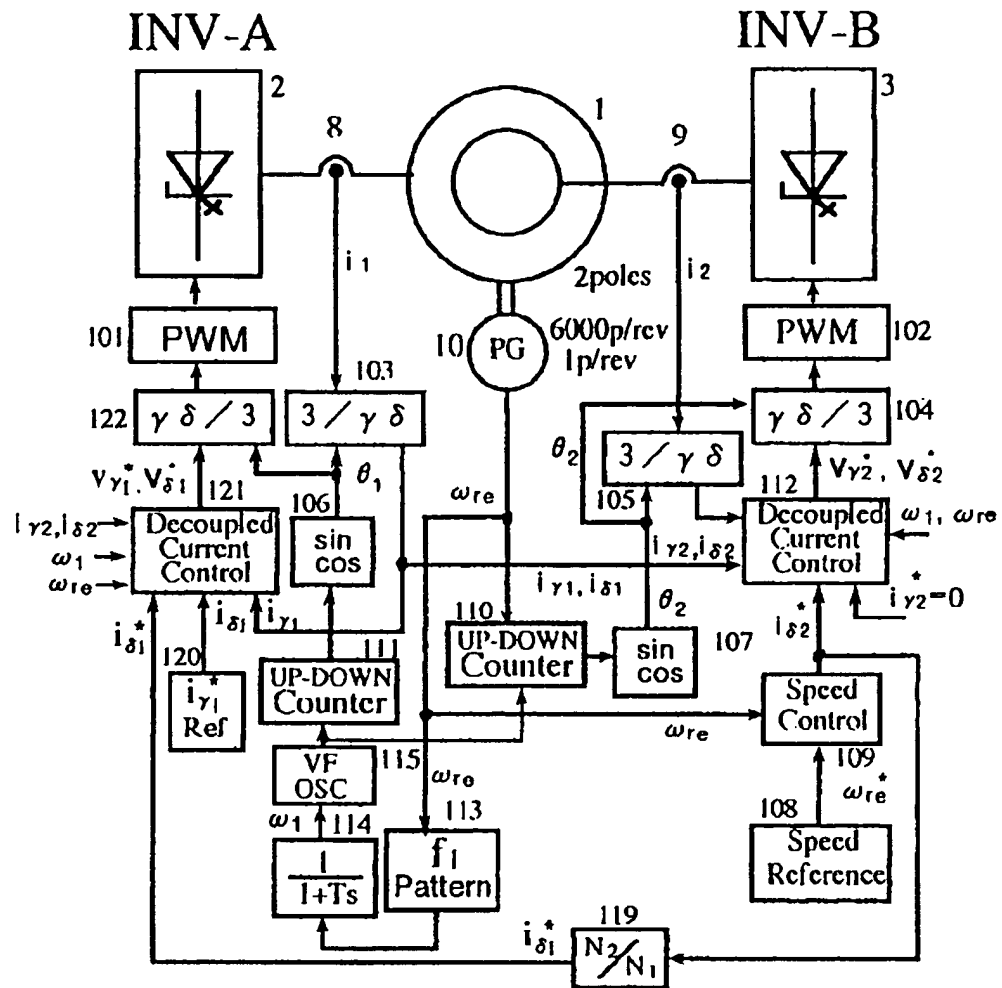 INV-A
INV-B
2
3
8
1
9
i1
i2
2poles
101
PWM
10
PG
6000p/rev
1p/rev
PWM
102
103
122
γ δ / 3
3 / γ δ
γ δ / 3
104
θ2
3 / γ δ
Vγ1*, Vδ1*
121
θ1
ωre
105
112
Vγ2*, Vδ2*
106
iγ2, iδ2
ω1
ωre
Decoupled
Current
Control
sin
cos
iγ2, iδ2
Decoupled
Current
Control
ω1, ωre
iγ1, iδ1
iγ2*=0
iδ1*
iδ1
iγ1
110
θ2
iδ2*
120
111
UP-DOWN
Counter
sin
cos
107
iγ1*
Ref
UP-DOWN
Counter
Speed
Control
ωre
VF
OSC
115
109
ω1
114
ωre
113
108
ωre*
1
1+Ts
f1
Pattern
Speed
Reference
119
iδ1*
N2/N1